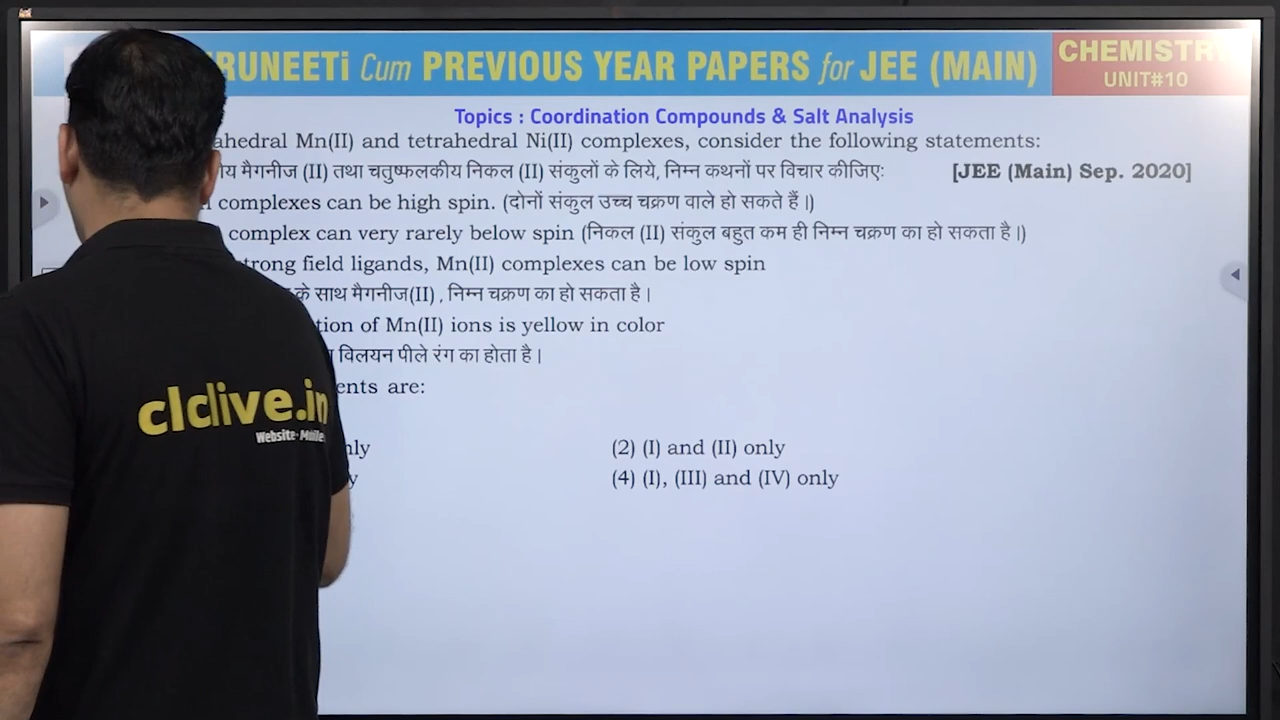 RUNEETi Cum PREVIOUS YEAR PAPERS for JEE (MAIN)
CHEMISTR
UNIT#10
Topics : Coordination Compounds & Salt Analysis
ahedral Mn(II) and tetrahedral Ni(II) complexes, consider the following statements:
य मैगनीज (II) तथा चतुष्फलकीय निकल (II) संकुलों के लिये, निम्न कथनों पर विचार कीजिएः [JEE (Main) Sep. 2020]
complexes can be high spin. (दोनों संकुल उच्च चक्रण वाले हो सकते हैं।)
complex can very rarely below spin (निकल (II) संकुल बहुत कम ही निम्न चक्रण का हो सकता है।)
strong field ligands, Mn(II) complexes can be low spin
के साथ मैगनीज(II) , निम्न चक्रण का हो सकता है।
tion of Mn(II) ions is yellow in color
विलयन पीले रंग का होता है।
ents are:
nly
(2) (I) and (II) only
y
(4) (I), (III) and (IV) only
clclive.in
Website-Mobile